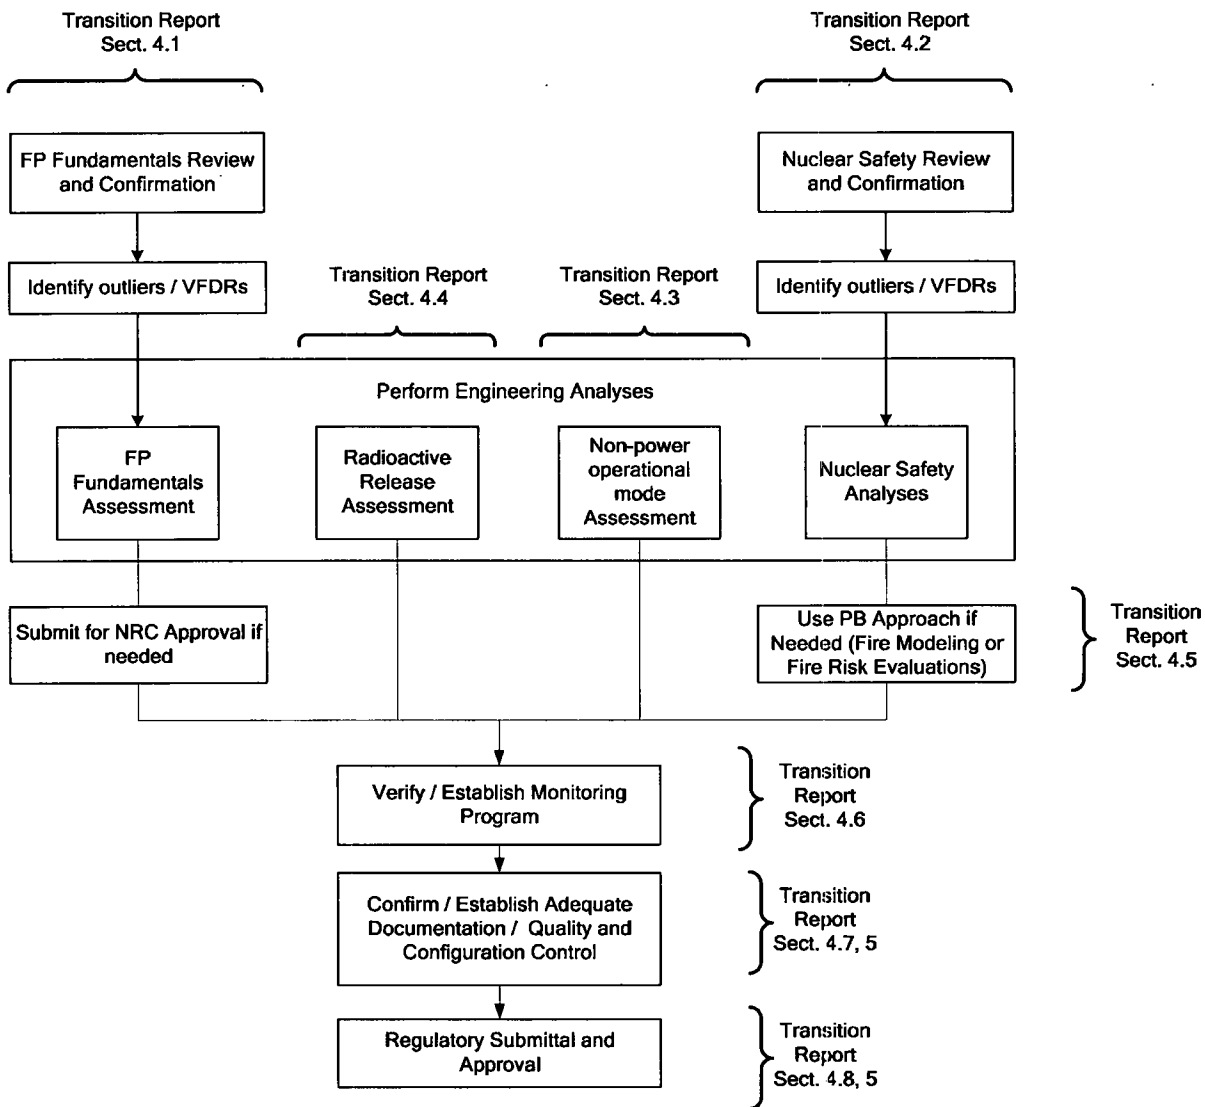 Transition Report
Sect. 4.1
Transition Report
Sect. 4.2
FP Fundamentals Review
and Confirmation
Nuclear Safety Review
and Confirmation
Identify outliers / VFDRs
Transition Report
Sect. 4.4
Transition Report
Sect. 4.3
Identify outliers / VFDRs
Perform Engineering Analyses
FP
Fundamentals
Assessment
Radioactive
Release
Assessment
Non-power
operational
mode
Assessment
Nuclear Safety
Analyses
Submit for NRC Approval if
needed
Use PB Approach if
Needed (Fire Modeling or
Fire Risk Evaluations)
Transition
Report
Sect. 4.5
Verify / Establish Monitoring
Program
Transition
Report
Sect. 4.6
Confirm / Establish Adequate
Documentation / Quality and
Configuration Control
Transition
Report
Sect. 4.7, 5
Regulatory Submittal and
Approval
Transition
Report
Sect. 4.8, 5